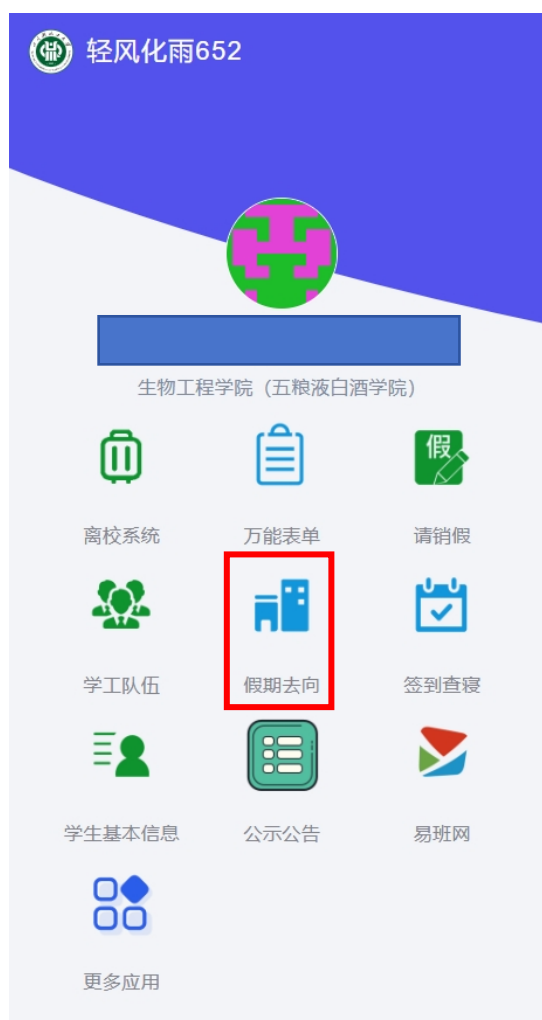 轻风化雨652
生物工程学院（五粮液白酒学院）
离校系统 万能表单 请销假
假
学工队伍 假期去向 签到查寝
学生基本信息 公示公告 易班网
更多应用